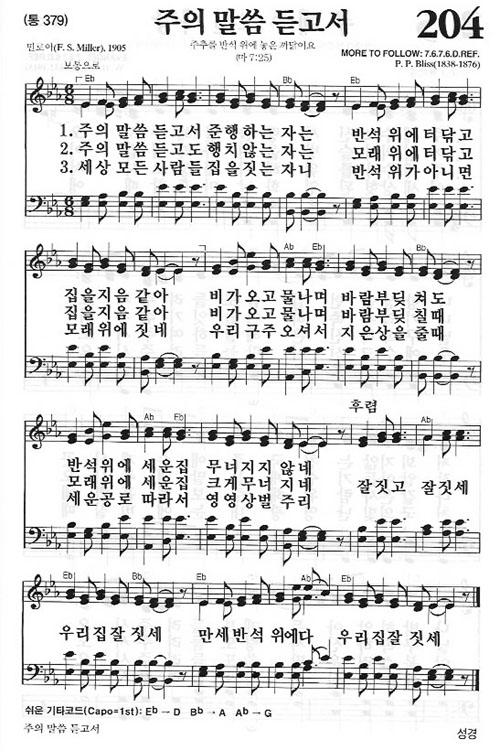 (통 379)
주의 말씀 듣고서
204
민로아(F. S. Miller), 1905
주추를 반석 위에 놓은 까닭이요
(마 7:25)
MORE TO FOLLOW: 7.6.7.6.D.REF.
P. P. Bliss(1838-1876)
보통으로
Eb
1. 주의 말씀 듣고서 준행하는 자는 반석 위에 터 닦고
2. 주의 말씀 듣고도 행치않는 자는 모래 위에 터 닦고
3. 세상 모든 사람들 집을 짓는 자니 반석 위가 아니면
Ab Eb Bb
집을지음 같아 비가 오고 물나며 바람부딪 쳐도
집을지음 같아 비가 오고 물나며 바람부딪 칠때
모래위에 짓네 우리 구주 오셔서 지은상을 줄때
후렴
Eb Ab Eb Ab
반석 위에 세운집 무너지지 않네
모래위에 세운집 크게무너 지네 잘짓고 잘짓세
세운공로 따라서 영영상벌 주리
Eb Bb Eb Ab Eb
우리집잘 짓세 만세반석 위에다 우리집잘 짓세
쉬운 기타코드(Capo=1st): Eb → D Bb → A Ab → G
주의 말씀 듣고서
성경